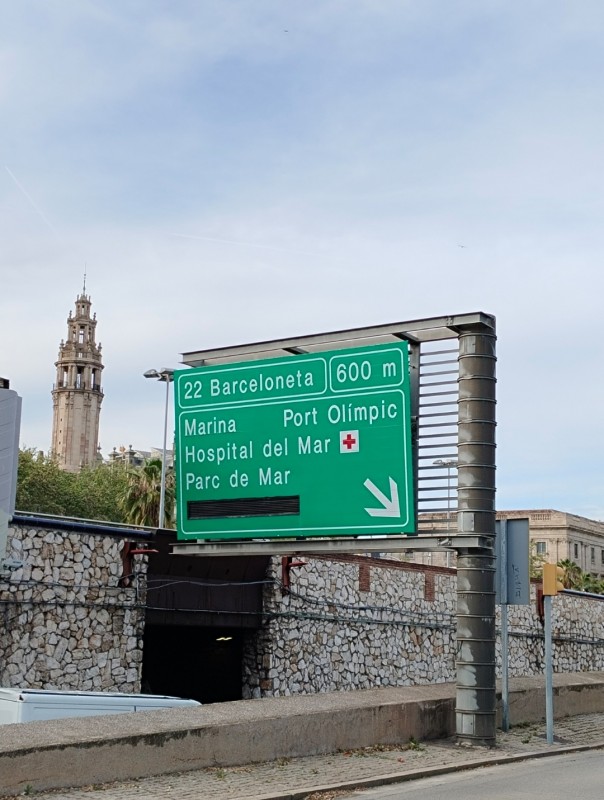 22 Barceloneta 600 m
Marina Port Olímpic
Hospital del Mar
Parc de Mar